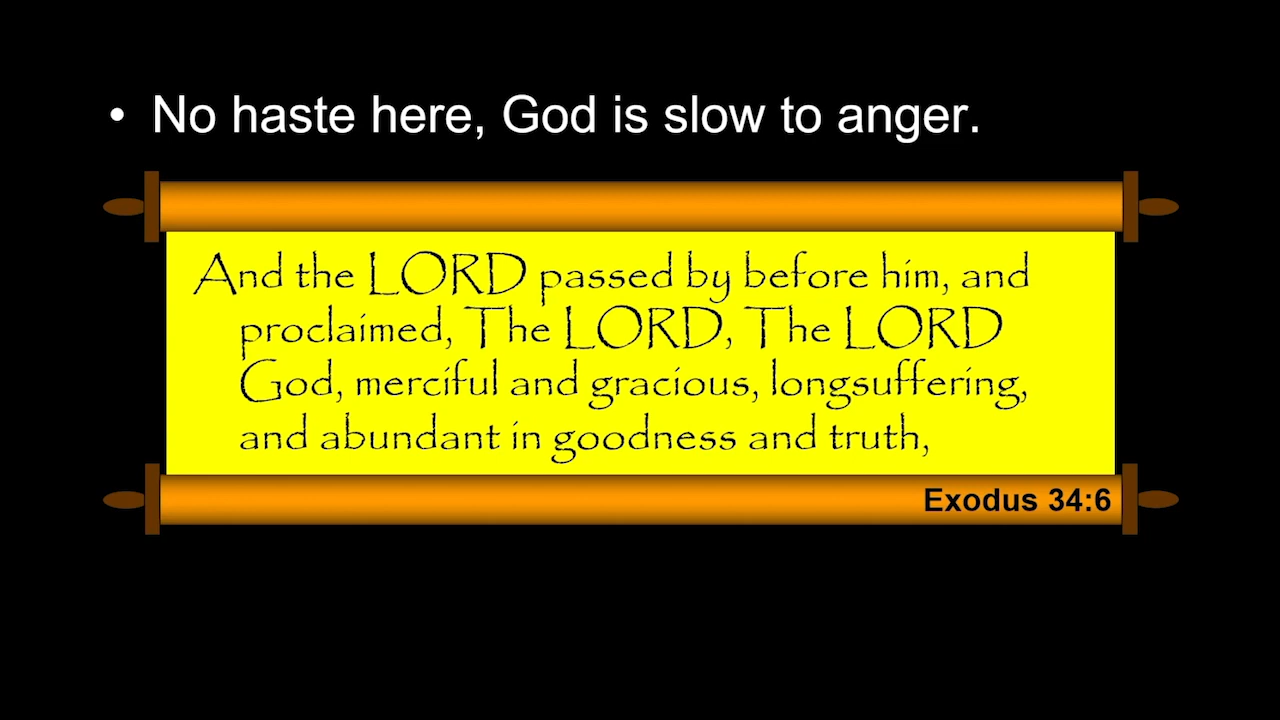 • No haste here, God is slow to anger.
And the LORD passed by before him, and
proclaimed, The LORD, The LORD
God, merciful and gracious, longsuffering,
and abundant in goodness and truth,
Exodus 34:6